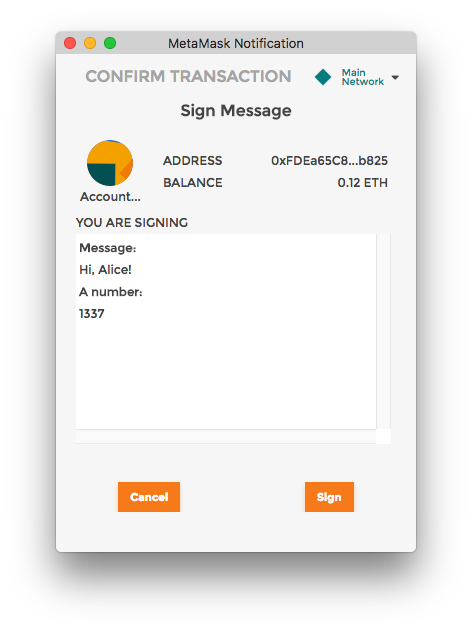 MetaMask Notification
CONFIRM TRANSACTION
Main
Network
Sign Message
ADDRESS 0xFDEa65C8...b825
BALANCE 0.12 ETH
Account...
YOU ARE SIGNING
Message:
Hi, Alice!
A number:
1337
Cancel Sign